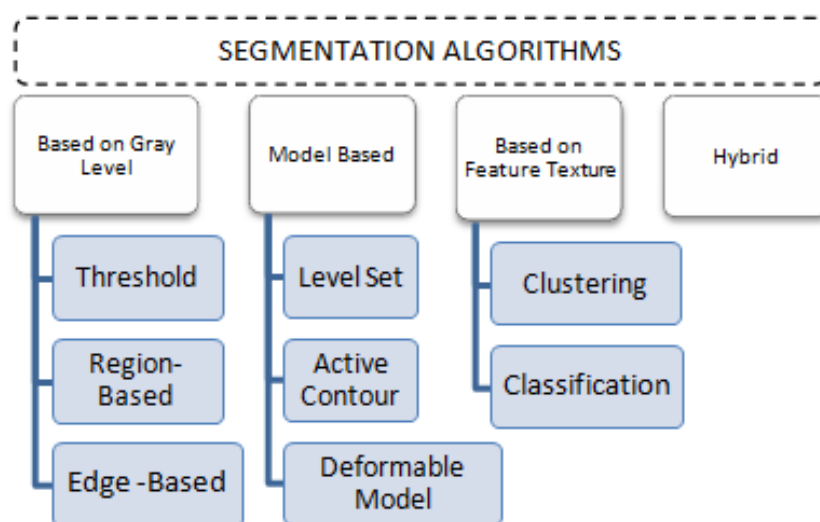 SEGMENTATION ALGORITHMS
Based on Gray
Level
Threshold
Region-
Based
Edge -Based
Model Based
Level Set
Active
Contour
Deformable
Model
Based on
Feature Texture
Clustering
Classification
Hybrid